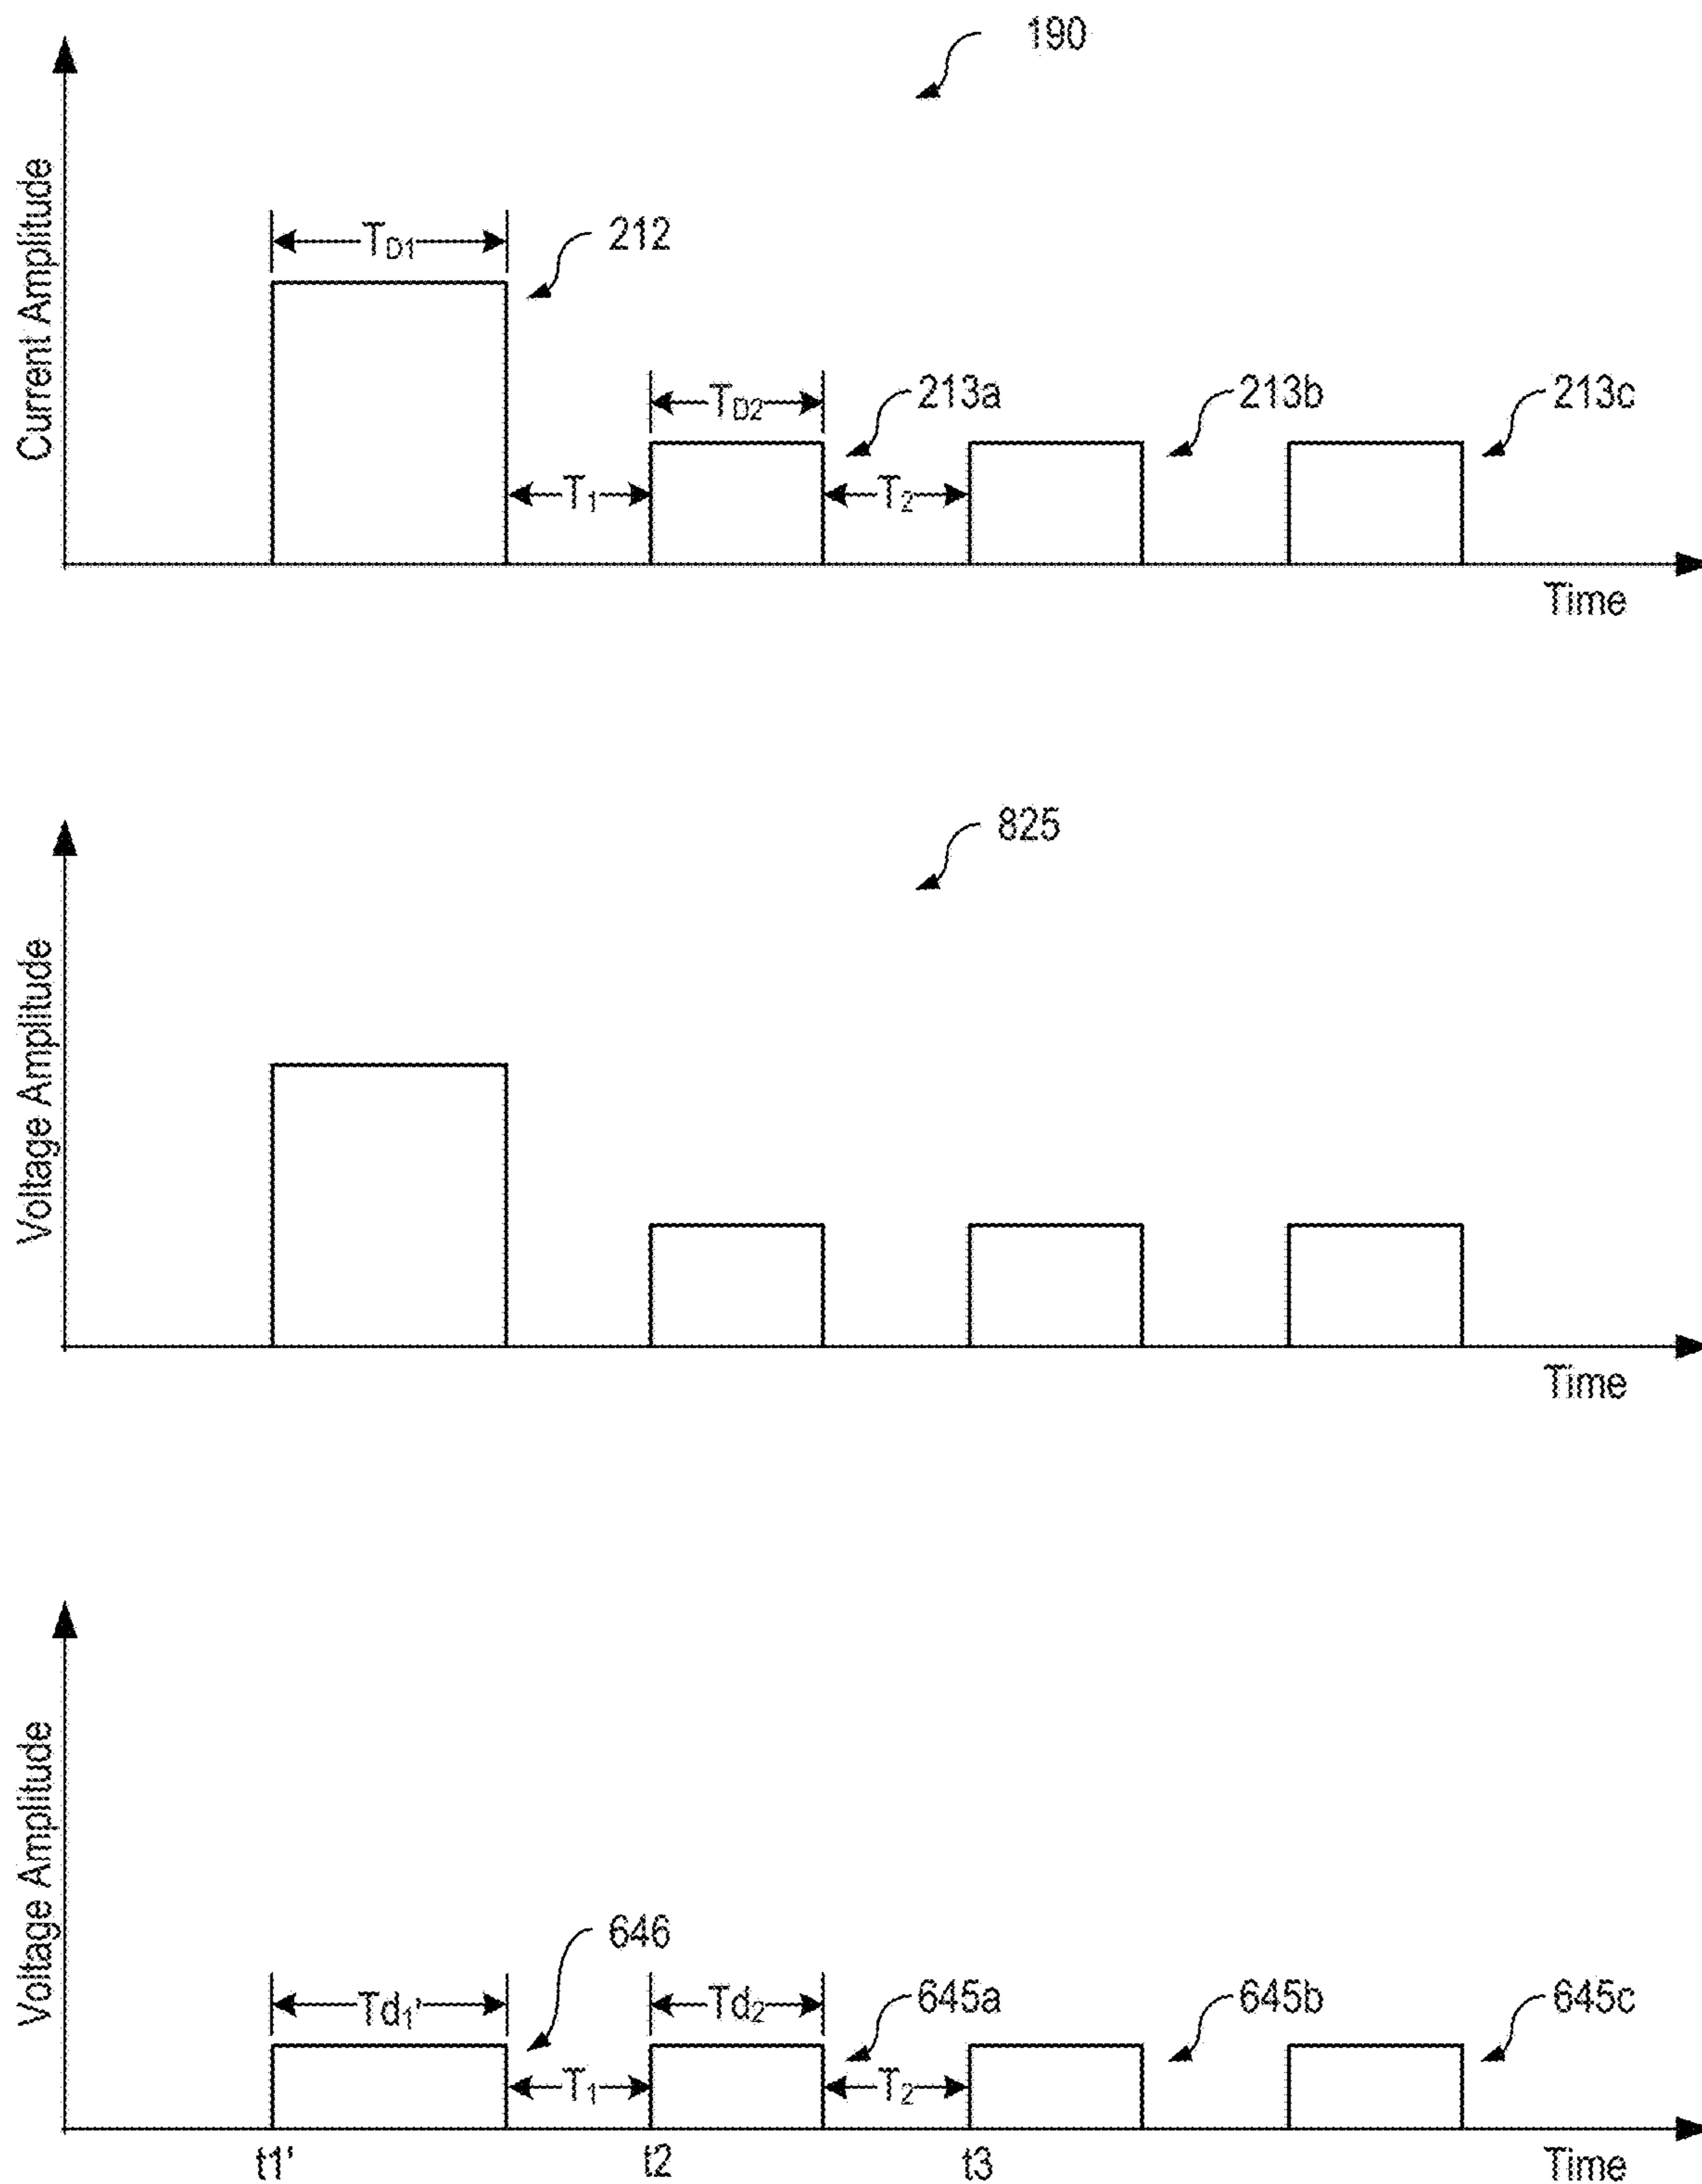 190
Current Amplitude
TD1
212
TD2
213a
213b
213c
T1
T2
Time
825
Voltage Amplitude
Time
Voltage Amplitude
646
Td1'
Td2
645a
645b
645c
T1
T2
t1'
t2
t3
Time